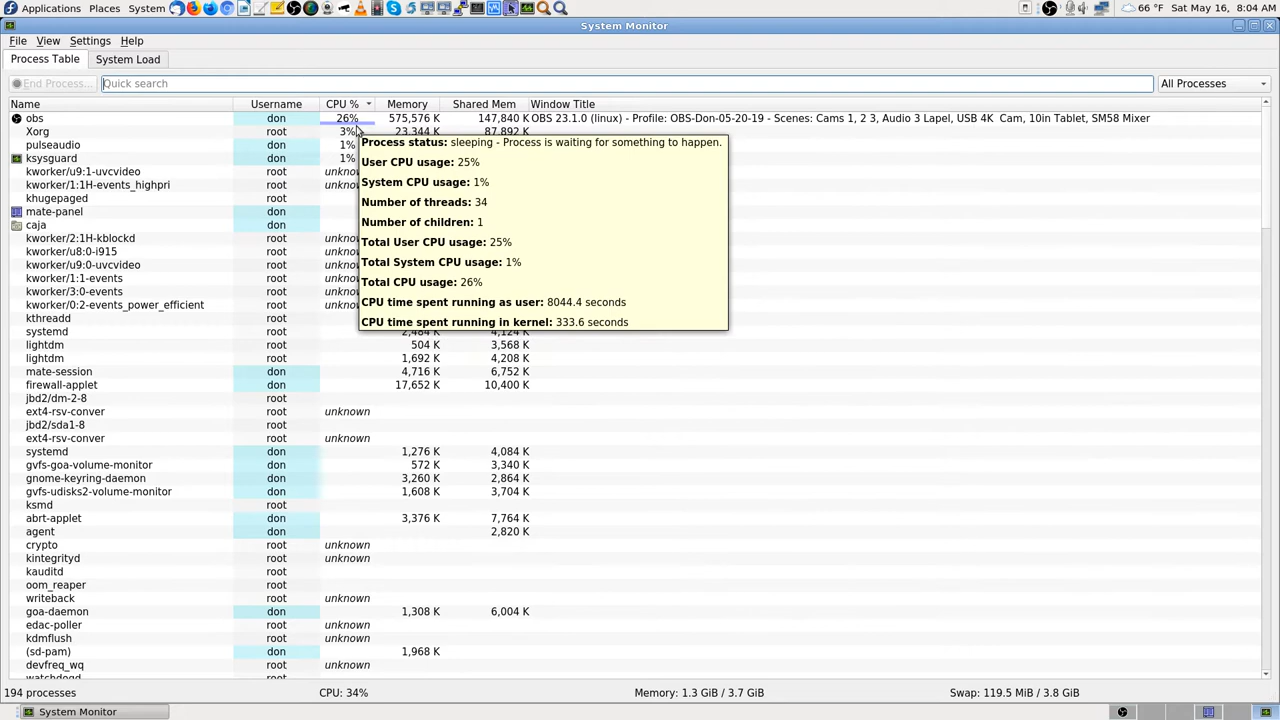 Applications Places System 66 °F Sat May 16, 8:04 AM
System Monitor
File View Settings Help
Process Table System Load
End Process... Quick search All Processes
Name Username CPU % Memory Shared Mem Window Title
obs don 26% 575,576 K 147,840 K OBS 23.1.0 (linux) - Profile: OBS-Don-05-20-19 - Scenes: Cams 1, 2 3, Audio 3 Lapel, USB 4K Cam, 10in Tablet, SM58 Mixer
Xorg root 3% 23,344 K 87,892 K
pulseaudio don 1%
ksysguard don 1%
kworker/u9:1-uvcvideo root
kworker/1:1H-events_highpri root
khugepaged root
mate-panel don
caja don
kworker/2:1H-kblockd root
kworker/u8:0-i915 root
kworker/u9:0-uvcvideo root
kworker/1:1-events root
kworker/3:0-events root
kworker/0:2-events_power_efficient root
kthreadd root
Process status: sleeping - Process is waiting for something to happen.
User CPU usage: 25%
System CPU usage: 1%
Number of threads: 34
Number of children: 1
Total User CPU usage: 25%
Total System CPU usage: 1%
Total CPU usage: 26%
CPU time spent running as user: 8044.4 seconds
CPU time spent running in kernel: 333.6 seconds
systemd root 2,484 K 4,124 K
lightdm root 504 K 3,568 K
lightdm root 1,692 K 4,208 K
mate-session don 4,716 K 6,752 K
firewall-applet don 17,652 K 10,400 K
jbd2/dm-2-8 root
ext4-rsv-conver root unknown
jbd2/sda1-8 root
ext4-rsv-conver root unknown
systemd don 1,276 K 4,084 K
gvfs-goa-volume-monitor don 572 K 3,340 K
gnome-keyring-daemon don 3,260 K 2,864 K
gvfs-udisks2-volume-monitor don 1,608 K 3,704 K
ksmd root
abrt-applet don 3,376 K 7,764 K
agent don 2,820 K
crypto root unknown
kintegrityd root unknown
kauditd root
oom_reaper root
writeback root unknown
goa-daemon don 1,308 K 6,004 K
edac-poller root unknown
kdmflush root unknown
(sd-pam) don 1,968 K
devfreq_wq root unknown
194 processes CPU: 34% Memory: 1.3 GiB / 3.7 GiB Swap: 119.5 MiB / 3.8 GiB
System Monitor